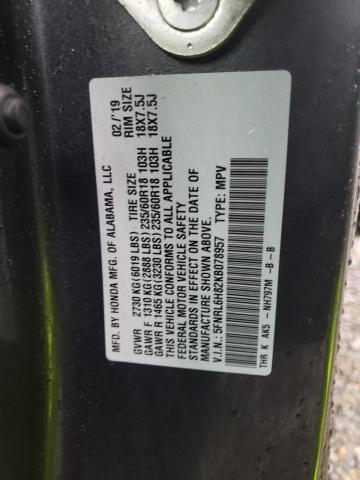 MFD. BY HONDA MFG. OF ALABAMA, LLC 02/'19
TIRE SIZE RIM SIZE
GVWR 2730 KG(6019 LBS)
GAWR F 1310 KG(2888 LBS) 235/60R18 103H 18X7.5J
GAWR R 1465 KG(3230 LBS) 235/60R18 103H 18X7.5J
THIS VEHICLE CONFORMS TO ALL APPLICABLE
FEDERAL MOTOR VEHICLE SAFETY
STANDARDS IN EFFECT ON THE DATE OF
MANUFACTURE SHOWN ABOVE.
V.I.N.: 5FNRL6H82KB078957 TYPE: MPV
THR K AK5 -NH797M -B -B